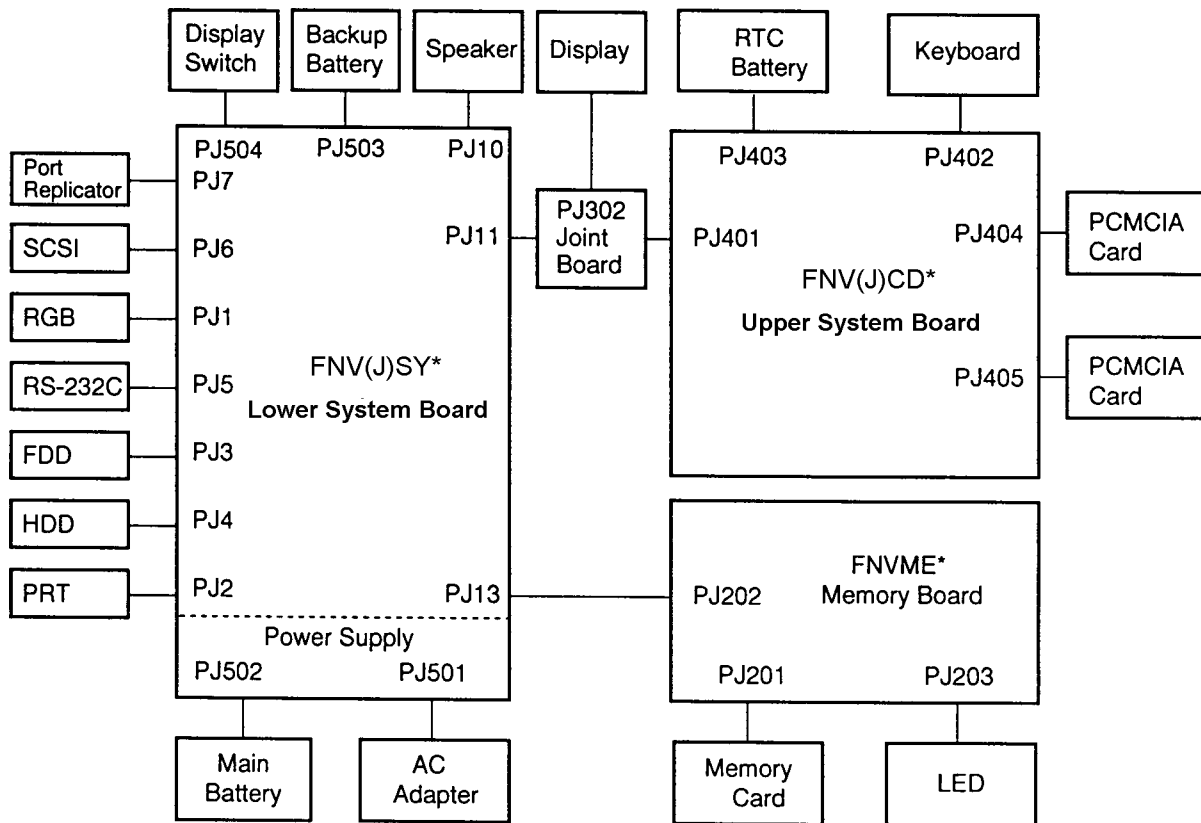 Display
Switch
Backup
Battery
Speaker
Display
RTC
Battery
Keyboard
PJ504
PJ503
PJ10
PJ403
PJ402
Port
Replicator
PJ7
SCSI
PJ6
PJ11
PJ302
Joint
Board
PJ401
PJ404
PCMCIA
Card
RGB
PJ1
FNV(J)CD*
Upper System Board
RS-232C
PJ5
FNV(J)SY*
Lower System Board
PJ405
PCMCIA
Card
FDD
PJ3
HDD
PJ4
PRT
PJ2
PJ13
PJ202
FNVME*
Memory Board
Power Supply
PJ502
PJ501
PJ201
PJ203
Main
Battery
AC
Adapter
Memory
Card
LED